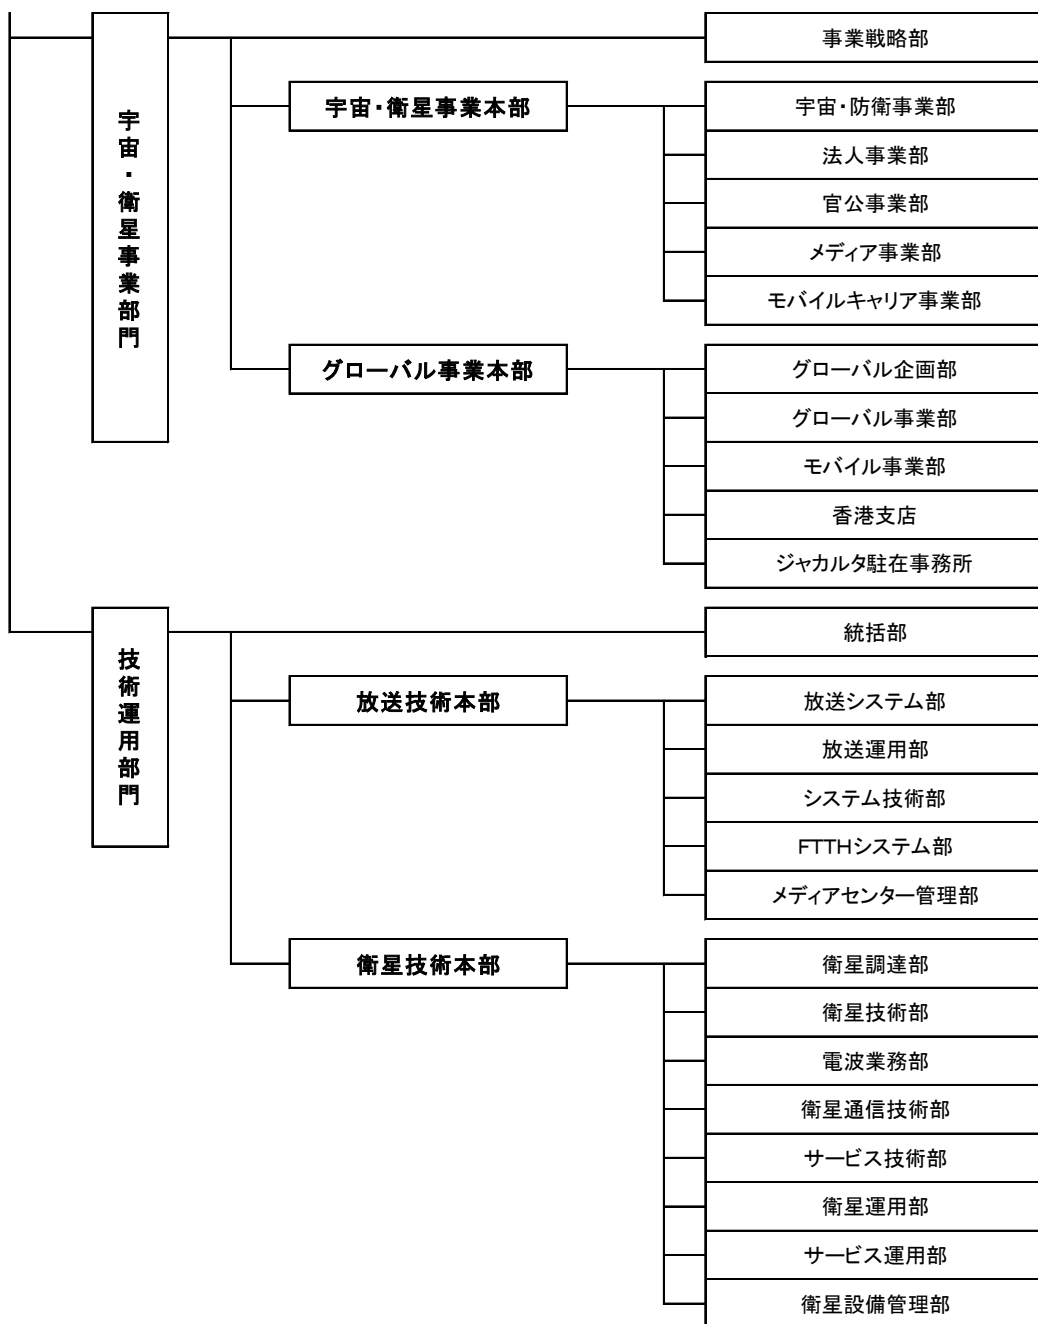 宇宙・衛星事業部門
事業戦略部
宇宙・衛星事業本部
宇宙・防衛事業部
法人事業部
官公事業部
メディア事業部
モバイルキャリア事業部
グローバル事業本部
グローバル企画部
グローバル事業部
モバイル事業部
香港支店
ジャカルタ駐在事務所
技術運用部門
統括部
放送技術本部
放送システム部
放送運用部
システム技術部
FTTHシステム部
メディアセンター管理部
衛星技術本部
衛星調達部
衛星技術部
電波業務部
衛星通信技術部
サービス技術部
衛星運用部
サービス運用部
衛星設備管理部